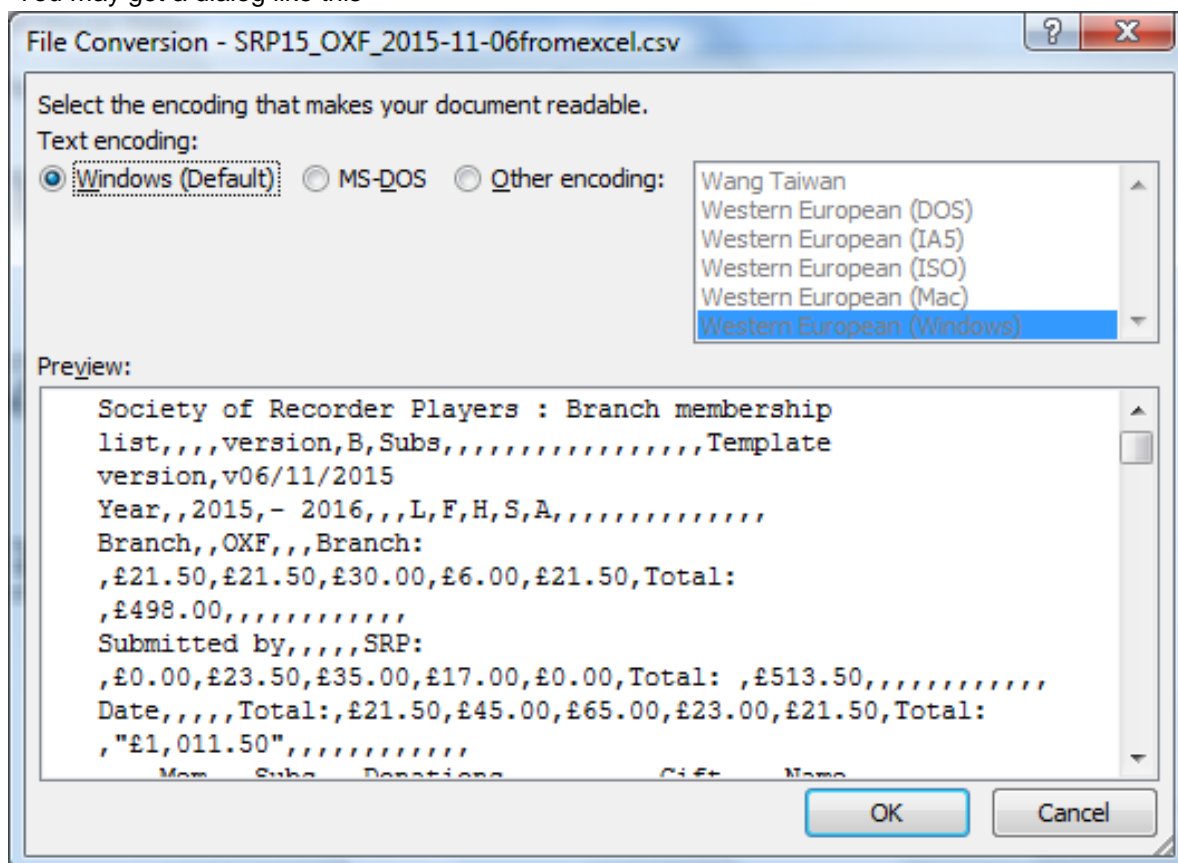 You may get a dialog like this
File Conversion - SRP15_OXF_2015-11-06fromexcel.csv
Select the encoding that makes your document readable.
Text encoding:
Windows (Default) MS-DOS Other encoding:
Wang Taiwan
Western European (DOS)
Western European (IA5)
Western European (ISO)
Western European (Mac)
Western European (Windows)
Preview:
Society of Recorder Players : Branch membership
list,,,,version,B,Subs,,,,,,,,,,,,,,,,,Template
version,v06/11/2015
Year,,2015,- 2016,,,L,F,H,S,A,,,,,,,,,,,,,,
Branch,,OXF,,,Branch:
,£21.50,£21.50,£30.00,£6.00,£21.50,Total:
,£498.00,,,,,,,,,,,,
Submitted by,,,,,SRP:
,£0.00,£23.50,£35.00,£17.00,£0.00,Total: ,£513.50,,,,,,,,,,,,
Date,,,,,Total:,£21.50,£45.00,£65.00,£23.00,£21.50,Total:
,"£1,011.50",,,,,,,,,,,,
Mem Subs Donations Gift Name
OK Cancel